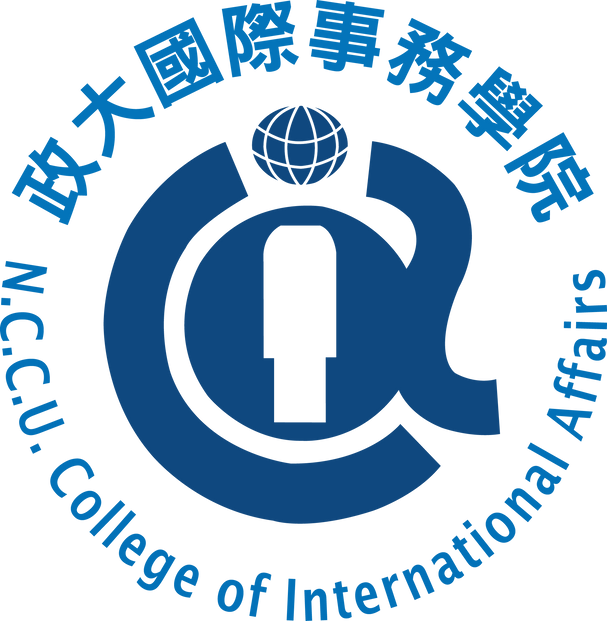 政大國際事務學院
N.C.C.U. College of International Affairs